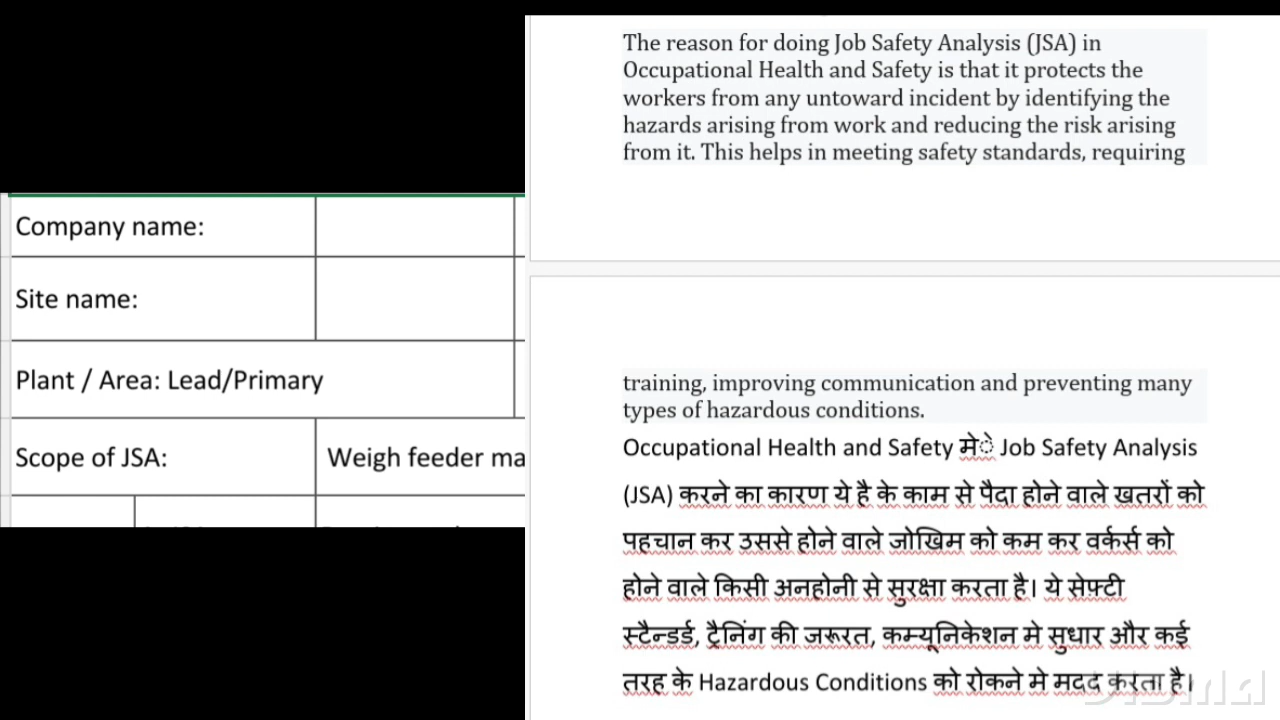 Company name:
Site name:
Plant / Area: Lead/Primary
Scope of JSA:
Weigh feeder ma
The reason for doing Job Safety Analysis (JSA) in
Occupational Health and Safety is that it protects the
workers from any untoward incident by identifying the
hazards arising from work and reducing the risk arising
from it. This helps in meeting safety standards, requiring
training, improving communication and preventing many
types of hazardous conditions.
Occupational Health and Safety मेे Job Safety Analysis
(JSA) करने का कारण ये है के काम से पैदा होने वाले खतरों को
पहचान कर उससे होने वाले जोखिम को कम कर वर्कर्स को
होने वाले किसी अनहोनी से सुरक्षा करता है। ये सेफ़्टी
स्टैन्डर्ड, ट्रैनिंग की जरूरत, कम्यूनिकेशन मे सुधार और कई
तरह के Hazardous Conditions को रोकने मे मदद करता है।